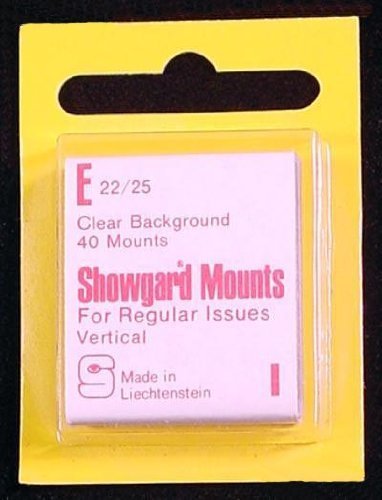 E 22/25
Clear Background
40 Mounts
Showgard Mounts
For Regular Issues
Vertical
S Made in
Liechtenstein